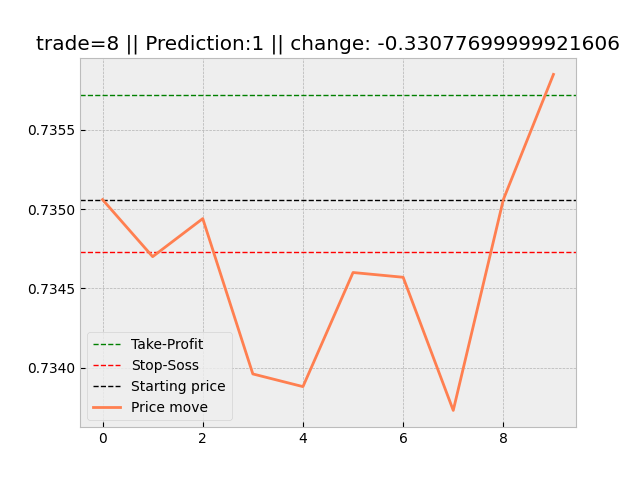 trade=8 || Prediction:1 || change: -0.33077699999921606
0.7355
0.7350
0.7345
0.7340
Take-Profit
Stop-Soss
Starting price
Price move
0 2 4 6 8